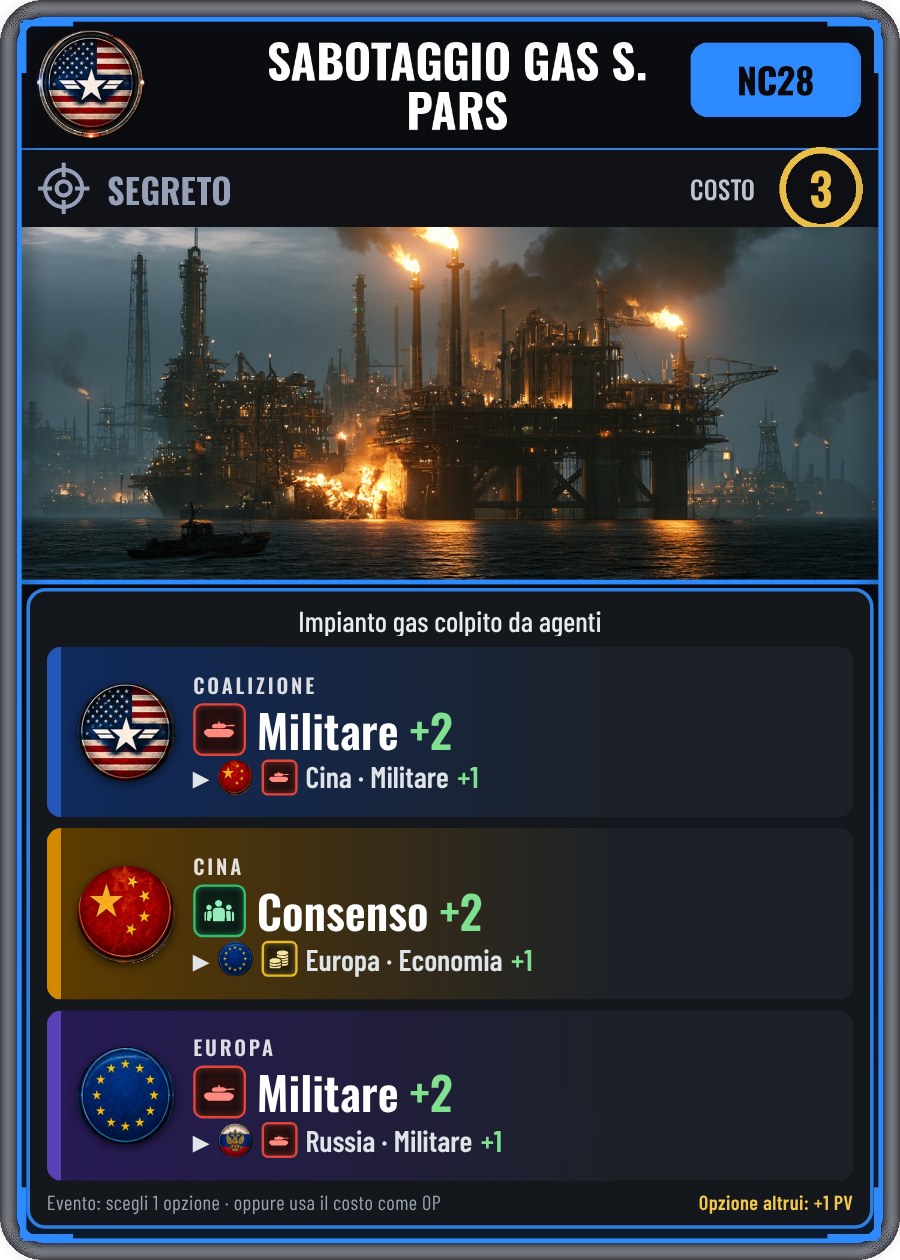 SABOTAGGIO GAS S.
PARS
NC28
SEGRETO
COSTO
3
Impianto gas colpito da agenti
COALIZIONE
Militare +2
▶ Cina · Militare +1
CINA
Consenso +2
▶ Europa · Economia +1
EUROPA
Militare +2
▶ Russia · Militare +1
Evento: scegli 1 opzione · oppure usa il costo come OP
Opzione altrui: +1 PV